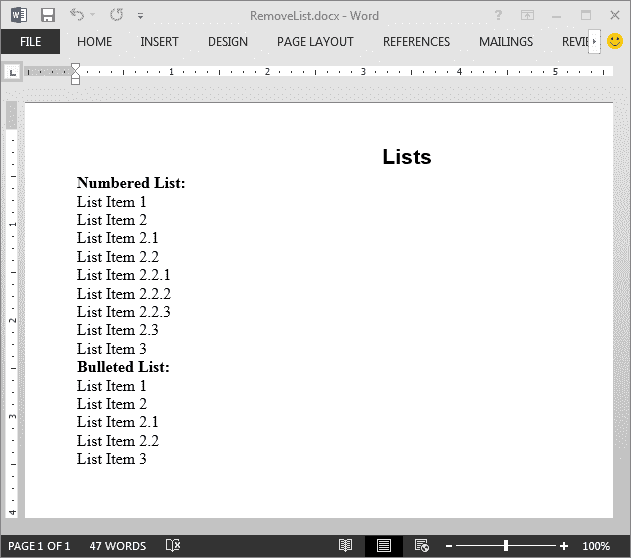 RemoveList.docx - Word
FILE HOME INSERT DESIGN PAGE LAYOUT REFERENCES MAILINGS REVIE
L 1 2 3 4 5
Lists
Numbered List:
List Item 1
List Item 2
List Item 2.1
List Item 2.2
List Item 2.2.1
List Item 2.2.2
List Item 2.2.3
List Item 2.3
List Item 3
Bulleted List:
List Item 1
List Item 2
List Item 2.1
List Item 2.2
List Item 3
1
2
3
4
PAGE 1 OF 1 47 WORDS 100%